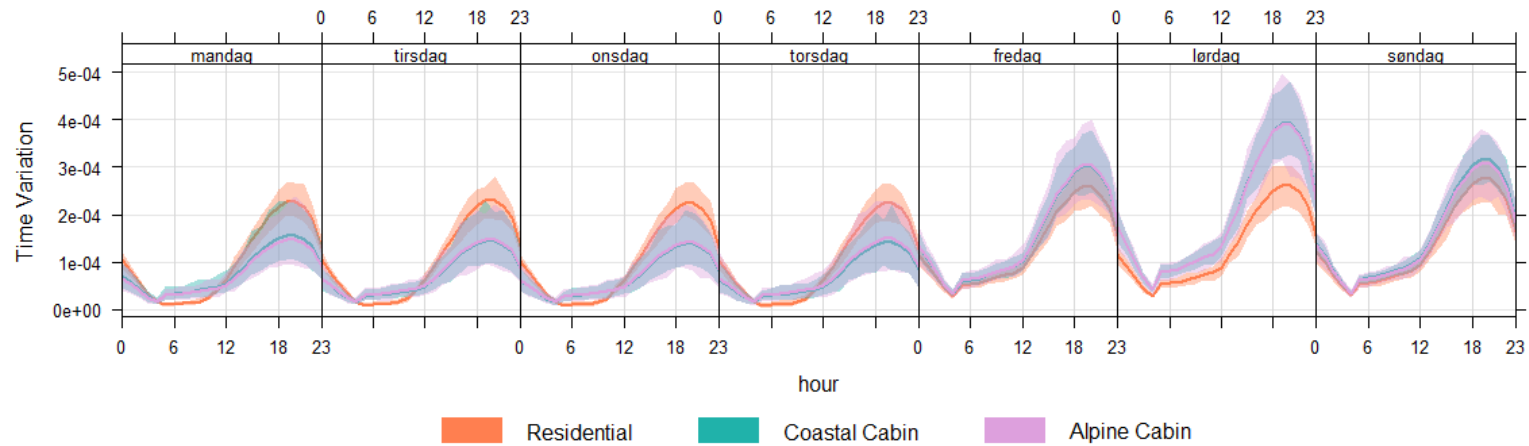 0 6 12 18 23 0 6 12 18 23 0 6 12 18 23
mandag tirsdag onsdag torsdag fredag lørdag søndag
5e-04
4e-04
3e-04
2e-04
1e-04
0e+00
Time Variation
0 6 12 18 23 0 6 12 18 23 0 6 12 18 23 0 6 12 18 23
hour
Residential Coastal Cabin Alpine Cabin